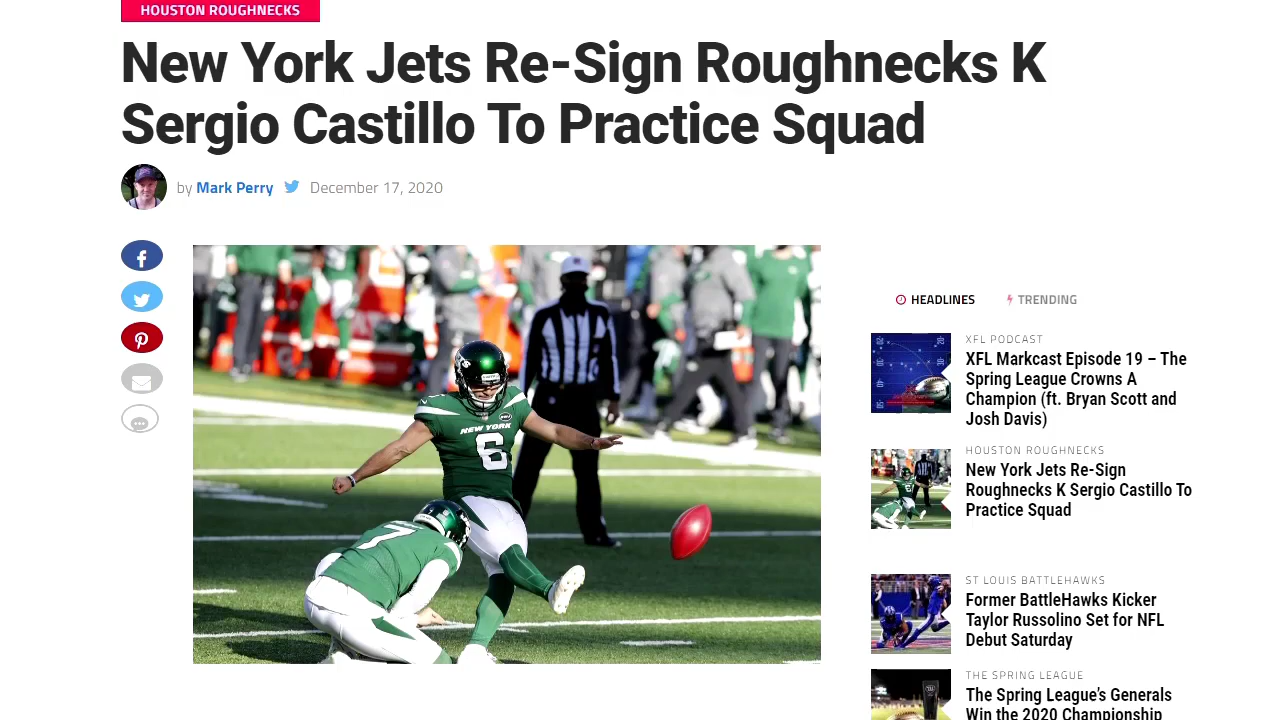 HOUSTON ROUGHNECKS
New York Jets Re-Sign Roughnecks K
Sergio Castillo To Practice Squad
by Mark Perry December 17, 2020
NEW YORK
6
7
HEADLINES TRENDING
XFL PODCAST
XFL Markcast Episode 19 – The
Spring League Crowns A
Champion (ft. Bryan Scott and
Josh Davis)
HOUSTON ROUGHNECKS
New York Jets Re-Sign
Roughnecks K Sergio Castillo To
Practice Squad
ST LOUIS BATTLEHAWKS
Former BattleHawks Kicker
Taylor Russolino Set for NFL
Debut Saturday
THE SPRING LEAGUE
The Spring League's Generals
Win the 2020 Championship